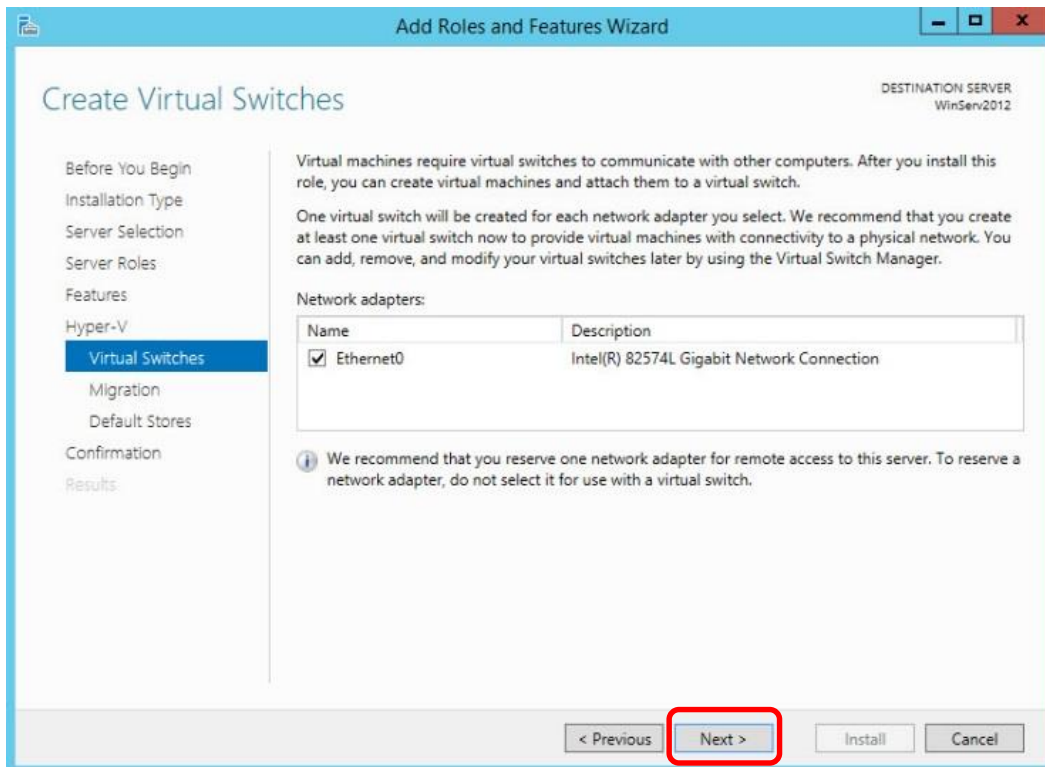 Add Roles and Features Wizard
Create Virtual Switches
DESTINATION SERVER
WinServ2012
Before You Begin
Installation Type
Server Selection
Server Roles
Features
Hyper-V
Virtual Switches
Migration
Default Stores
Confirmation
Results
Virtual machines require virtual switches to communicate with other computers. After you install this
role, you can create virtual machines and attach them to a virtual switch.
One virtual switch will be created for each network adapter you select. We recommend that you create
at least one virtual switch now to provide virtual machines with connectivity to a physical network. You
can add, remove, and modify your virtual switches later by using the Virtual Switch Manager.
Network adapters:
Name Description
Ethernet0 Intel(R) 82574L Gigabit Network Connection
We recommend that you reserve one network adapter for remote access to this server. To reserve a
network adapter, do not select it for use with a virtual switch.
< Previous Next > Install Cancel